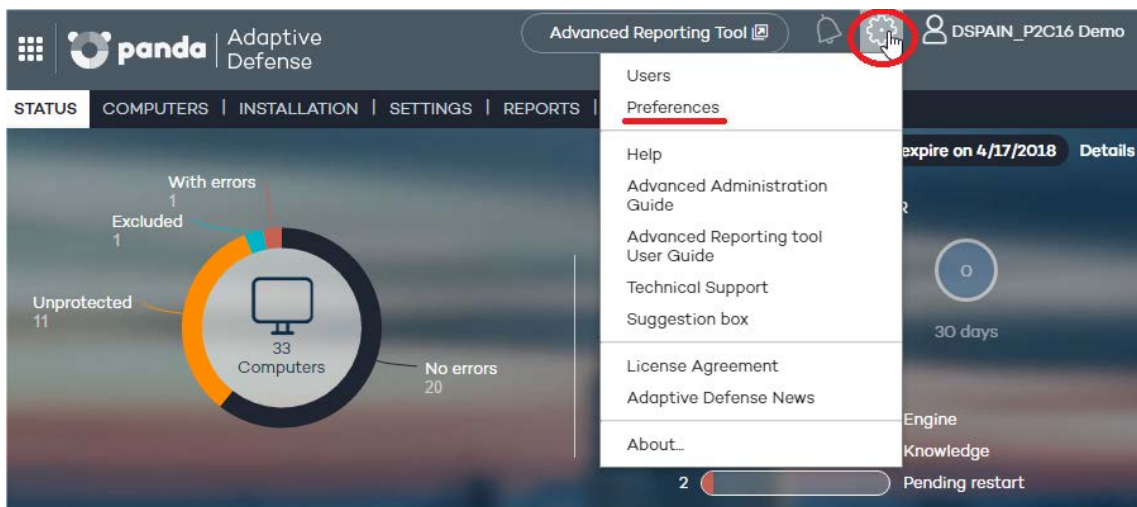 panda
Adaptive
Defense
Advanced Reporting Tool
DSPAIN_P2C16 Demo
STATUS COMPUTERS | INSTALLATION | SETTINGS | REPORTS |
Users
Preferences
Help
Advanced Administration
Guide
Advanced Reporting tool
User Guide
Technical Support
Suggestion box
License Agreement
Adaptive Defense News
About...
expire on 4/17/2018 Details
With errors
1
Excluded
1
Unprotected
11
33
Computers
No errors
20
R
0
30 days
Engine
Knowledge
2 Pending restart